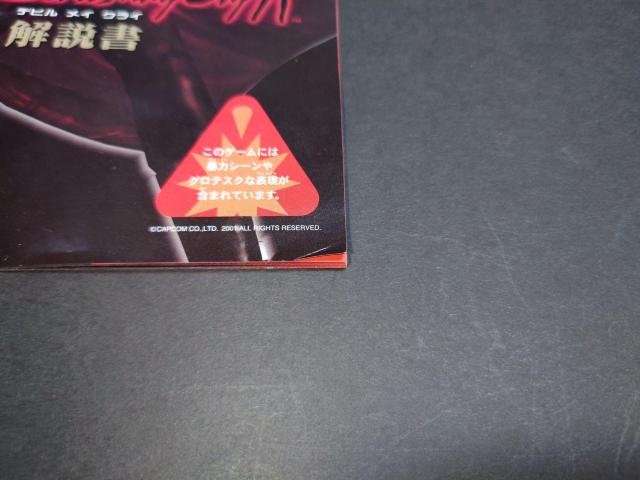 デビル メイ クライ
解説書
このゲームには
暴力シーンや
グロテスクな表現が
含まれています。
©CAPCOM CO.,LTD. 2001 ALL RIGHTS RESERVED.